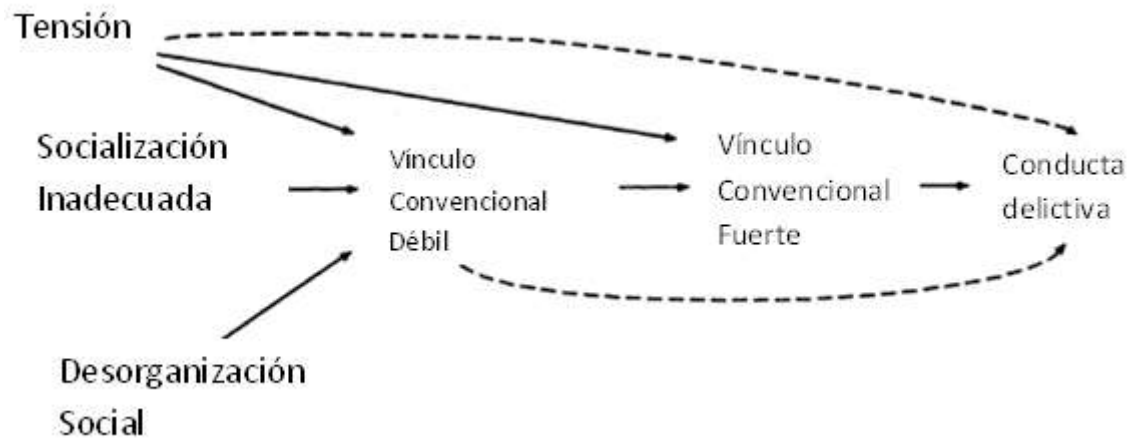 Tensión
Socialización
Inadecuada
Vínculo
Convencional
Débil
Vínculo
Convencional
Fuerte
Conducta
delictiva
Desorganización
Social